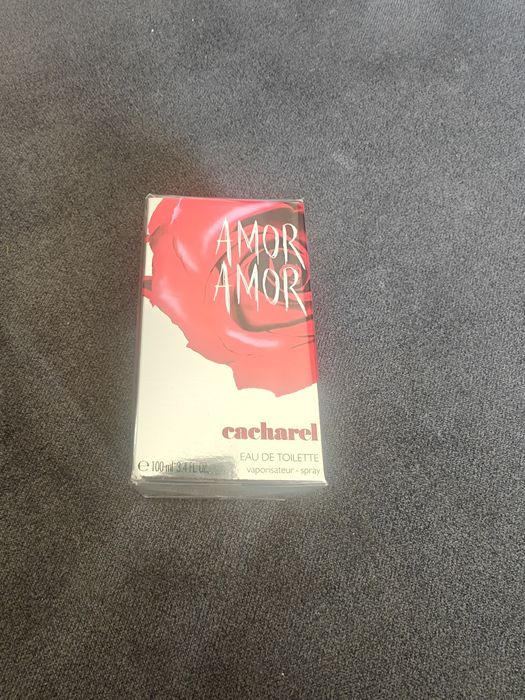 AMOR
AMOR
cacharel
EAU DE TOILETTE
vaporisateur - spray
℮ 100 ml 3.4 FL.OZ.